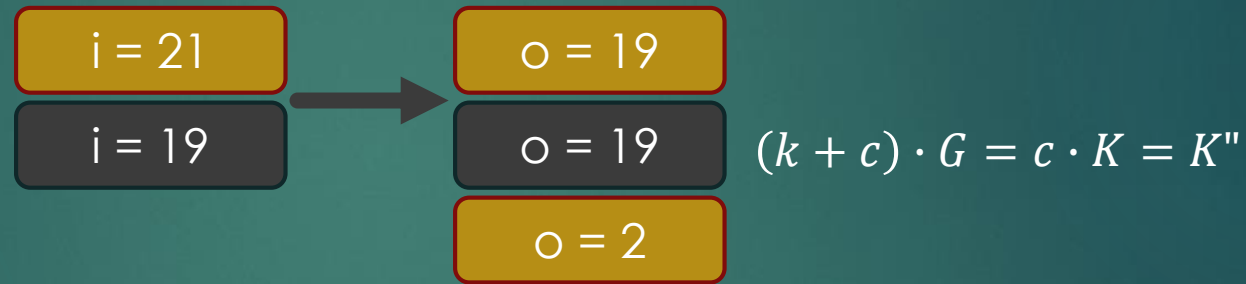 i = 21
i = 19
o = 19
o = 19
o = 2
(k + c) · G = c · K = K"